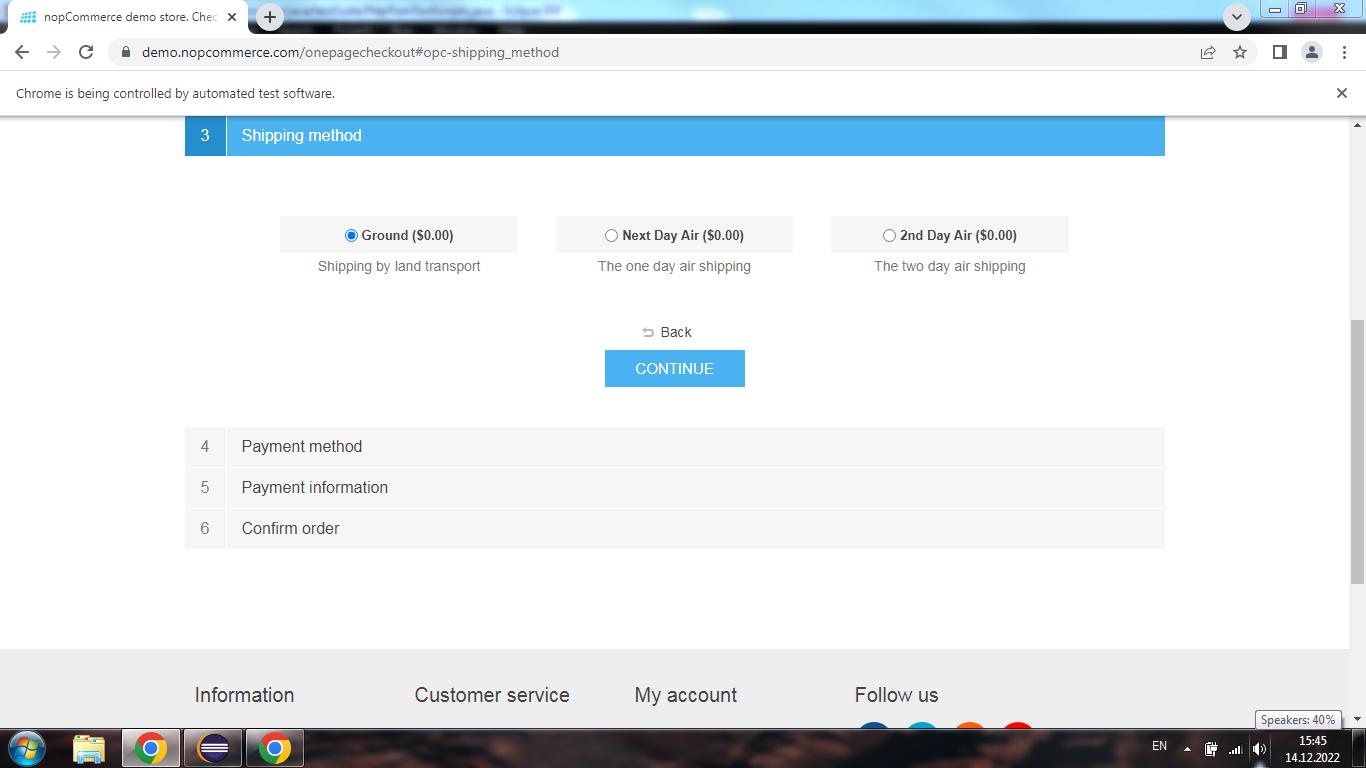 nopCommerce demo store. Chec
demo.nopcommerce.com/onepagecheckout#opc-shipping_method
Chrome is being controlled by automated test software.
3 Shipping method
Ground ($0.00) Next Day Air ($0.00) 2nd Day Air ($0.00)
Shipping by land transport The one day air shipping The two day air shipping
Back
CONTINUE
4 Payment method
5 Payment information
6 Confirm order
Information Customer service My account Follow us
Speakers: 40%
EN 15:45
14.12.2022